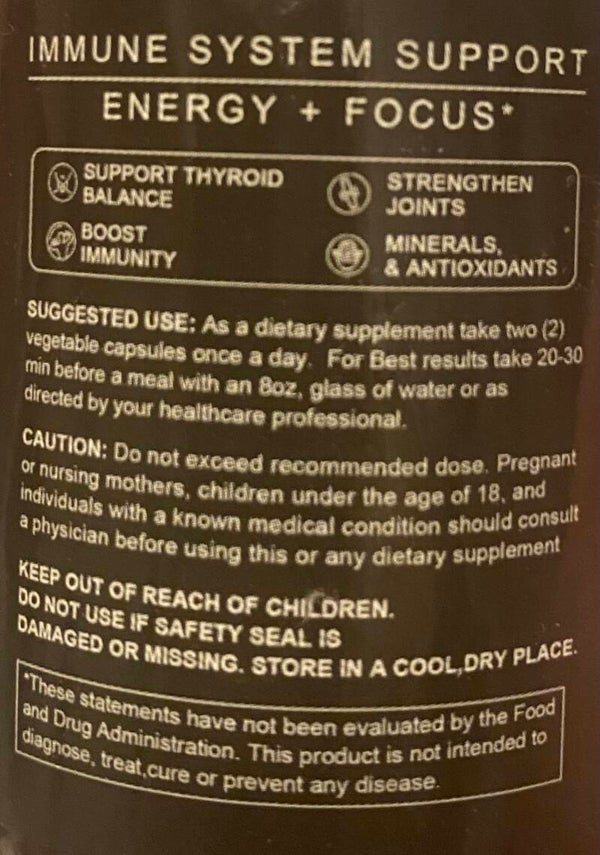 IMMUNE SYSTEM SUPPORT
ENERGY + FOCUS*
SUPPORT THYROID
BALANCE
STRENGTHEN
JOINTS
BOOST
IMMUNITY
MINERALS,
& ANTIOXIDANTS
SUGGESTED USE: As a dietary supplement take two (2)
vegetable capsules once a day. For Best results take 20-30
min before a meal with an 8oz, glass of water or as
directed by your healthcare professional.
CAUTION: Do not exceed recommended dose. Pregnant
or nursing mothers, children under the age of 18, and
individuals with a known medical condition should consult
a physician before using this or any dietary supplement
KEEP OUT OF REACH OF CHILDREN.
DO NOT USE IF SAFETY SEAL IS
DAMAGED OR MISSING. STORE IN A COOL,DRY PLACE.
*These statements have not been evaluated by the Food
and Drug Administration. This product is not intended to
diagnose, treat,cure or prevent any disease.